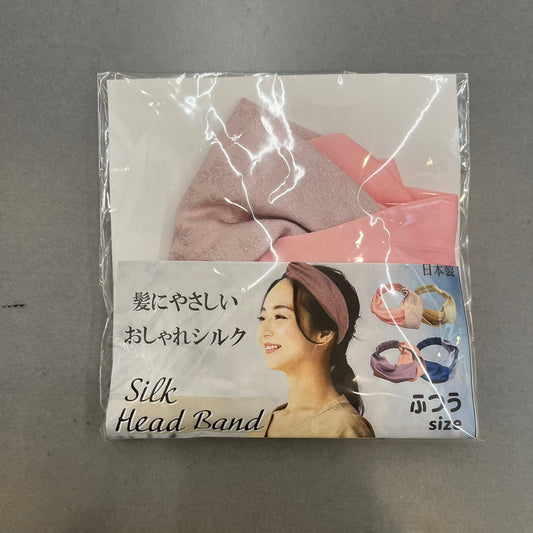 日本製
髪にやさしい
おしゃれシルク
Silk
Head Band
ふつう
size